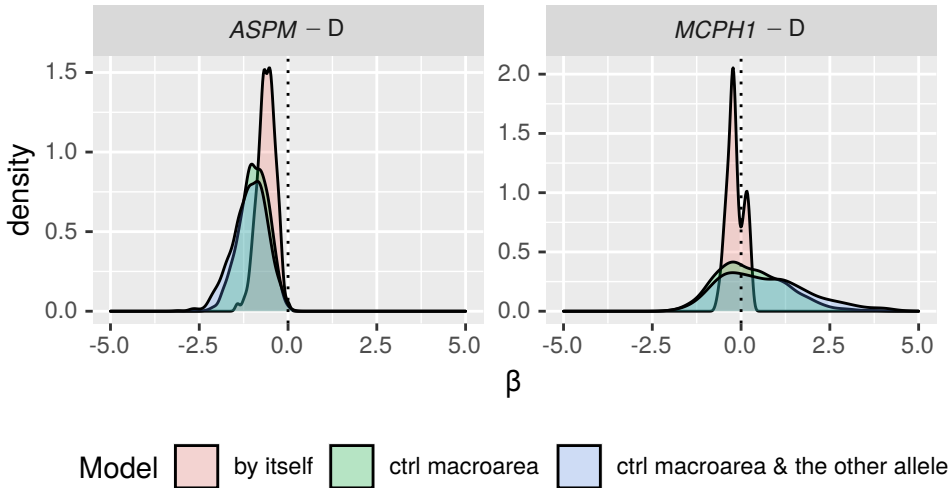 ASPM − D
MCPH1 − D
density
1.5
1.0
0.5
0.0
2.0
1.5
1.0
0.5
0.0
-5.0 -2.5 0.0 2.5 5.0
-5.0 -2.5 0.0 2.5 5.0
β
Model by itself ctrl macroarea ctrl macroarea & the other allele